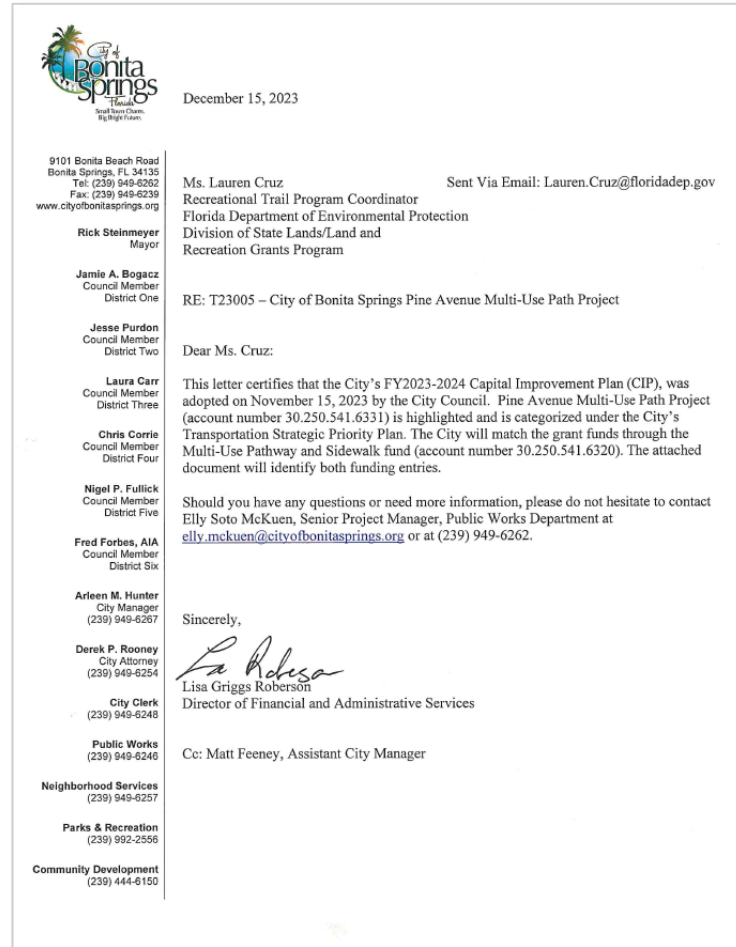 City of
Bonita
Springs
Florida
Small Town Charm.
Big Bright Future.
December 15, 2023
9101 Bonita Beach Road
Bonita Springs, FL 34135
Tel: (239) 949-6262
Fax: (239) 949-6239
www.cityofbonitasprings.org
Rick Steinmeyer
Mayor
Jamie A. Bogacz
Council Member
District One
Jesse Purdon
Council Member
District Two
Laura Carr
Council Member
District Three
Chris Corrie
Council Member
District Four
Nigel P. Fullick
Council Member
District Five
Fred Forbes, AIA
Council Member
District Six
Arleen M. Hunter
City Manager
(239) 949-6267
Derek P. Rooney
City Attorney
(239) 949-6254
City Clerk
(239) 949-6248
Public Works
(239) 949-6246
Neighborhood Services
(239) 949-6257
Parks & Recreation
(239) 992-2556
Community Development
(239) 444-6150
Ms. Lauren Cruz Sent Via Email: Lauren.Cruz@floridadep.gov
Recreational Trail Program Coordinator
Florida Department of Environmental Protection
Division of State Lands/Land and
Recreation Grants Program
RE: T23005 – City of Bonita Springs Pine Avenue Multi-Use Path Project
Dear Ms. Cruz:
This letter certifies that the City's FY2023-2024 Capital Improvement Plan (CIP), was
adopted on November 15, 2023 by the City Council. Pine Avenue Multi-Use Path Project
(account number 30.250.541.6331) is highlighted and is categorized under the City's
Transportation Strategic Priority Plan. The City will match the grant funds through the
Multi-Use Pathway and Sidewalk fund (account number 30.250.541.6320). The attached
document will identify both funding entries.
Should you have any questions or need more information, please do not hesitate to contact
Elly Soto McKuen, Senior Project Manager, Public Works Department at
elly.mckuen@cityofbonitasprings.org or at (239) 949-6262.
Sincerely,
Lisa Griggs Roberson
Director of Financial and Administrative Services
Cc: Matt Feeney, Assistant City Manager